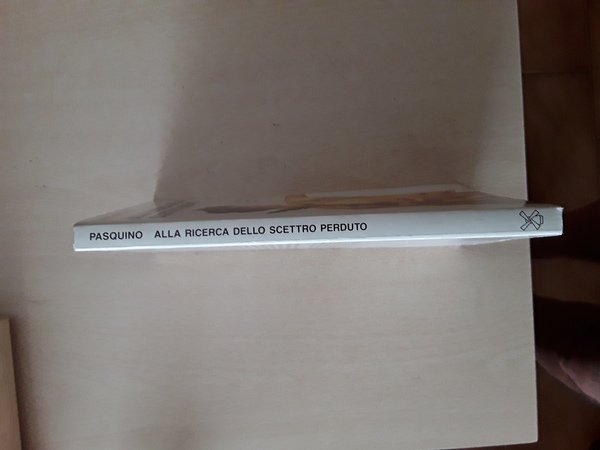 PASQUINO ALLA RICERCA DELLO SCETTRO PERDUTO